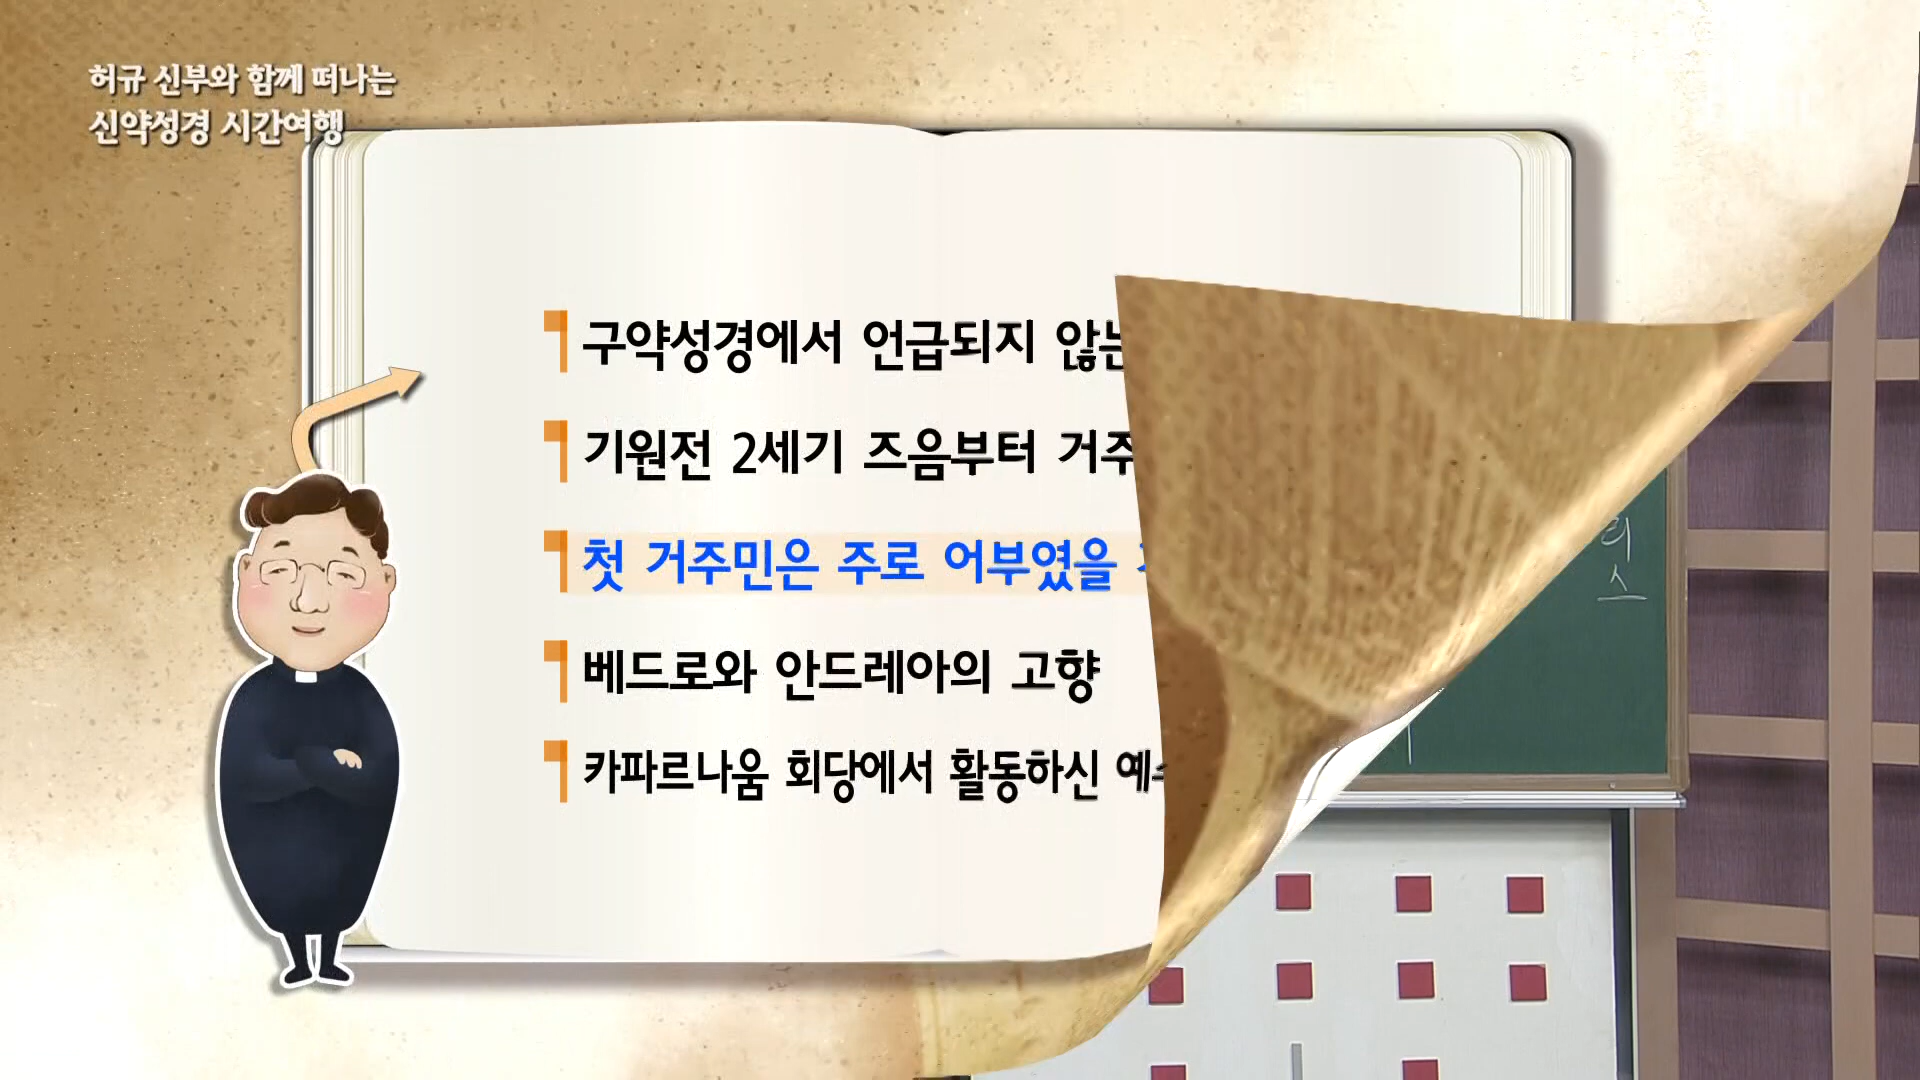 허규 신부와 함께 떠나는
신약성경 시간여행
구약성경에서 언급되지 않는
기원전 2세기 즈음부터 거주
첫 거주민은 주로 어부였을
베드로와 안드레아의 고향
카파르나움 회당에서 활동하신
리
스